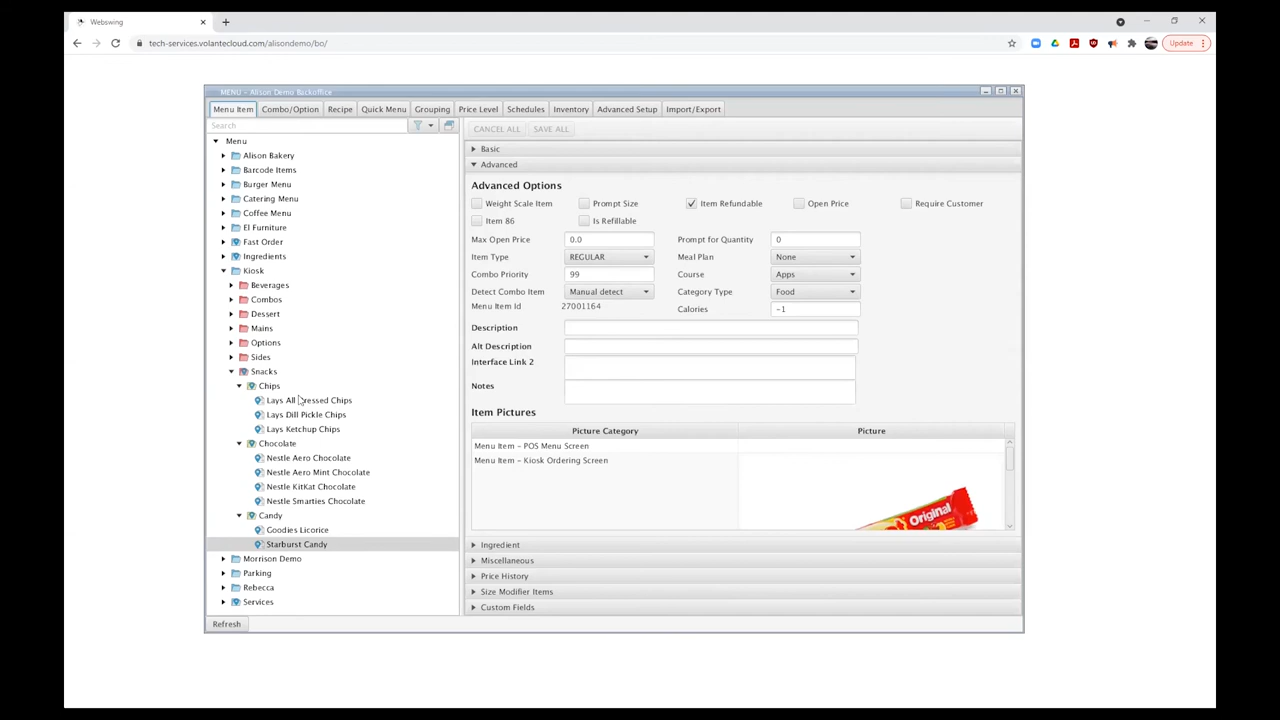 Webswing
tech-services.volantecloud.com/alisondemo/bo/
Update
MENU - Alison Demo Backoffice
Menu Item Combo/Option Recipe Quick Menu Grouping Price Level Schedules Inventory Advanced Setup Import/Export
Search
CANCEL ALL SAVE ALL
Menu
Alison Bakery
Barcode Items
Burger Menu
Catering Menu
Coffee Menu
El Furniture
Fast Order
Ingredients
Kiosk
Beverages
Combos
Dessert
Mains
Options
Sides
Snacks
Chips
Lays All Dressed Chips
Lays Dill Pickle Chips
Lays Ketchup Chips
Chocolate
Nestle Aero Chocolate
Nestle Aero Mint Chocolate
Nestle KitKat Chocolate
Nestle Smarties Chocolate
Candy
Goodies Licorice
Starburst Candy
Morrison Demo
Parking
Rebecca
Services
Refresh
Basic
Advanced
Advanced Options
Weight Scale Item Prompt Size Item Refundable Open Price Require Customer
Item 86 Is Refillable
Max Open Price 0.0 Prompt for Quantity 0
Item Type REGULAR Meal Plan None
Combo Priority 99 Course Apps
Detect Combo Item Manual detect Category Type Food
Menu Item Id 27001164 Calories -1
Description
Alt Description
Interface Link 2
Notes
Item Pictures
Picture Category Picture
Menu Item - POS Menu Screen
Menu Item - Kiosk Ordering Screen
Original
Ingredient
Miscellaneous
Price History
Size Modifier Items
Custom Fields